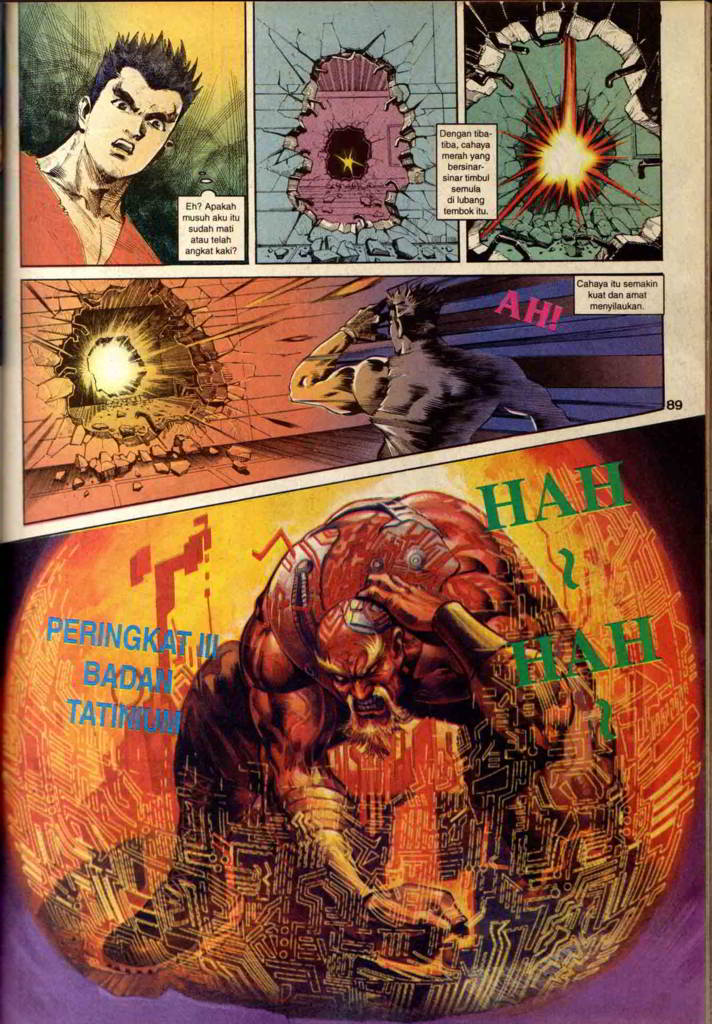 Eh? Apakah
musuh aku itu
sudah mati
atau telah
angkat kaki?
Dengan tiba-
tiba, cahaya
merah yang
bersinar-
sinar timbul
semula
di lubang
tembok itu.
AH!
Cahaya itu semakin
kuat dan amat
menyilaukan.
89
PERINGKAT III
BADAN
TATINIUM
HAH
~
HAH
~